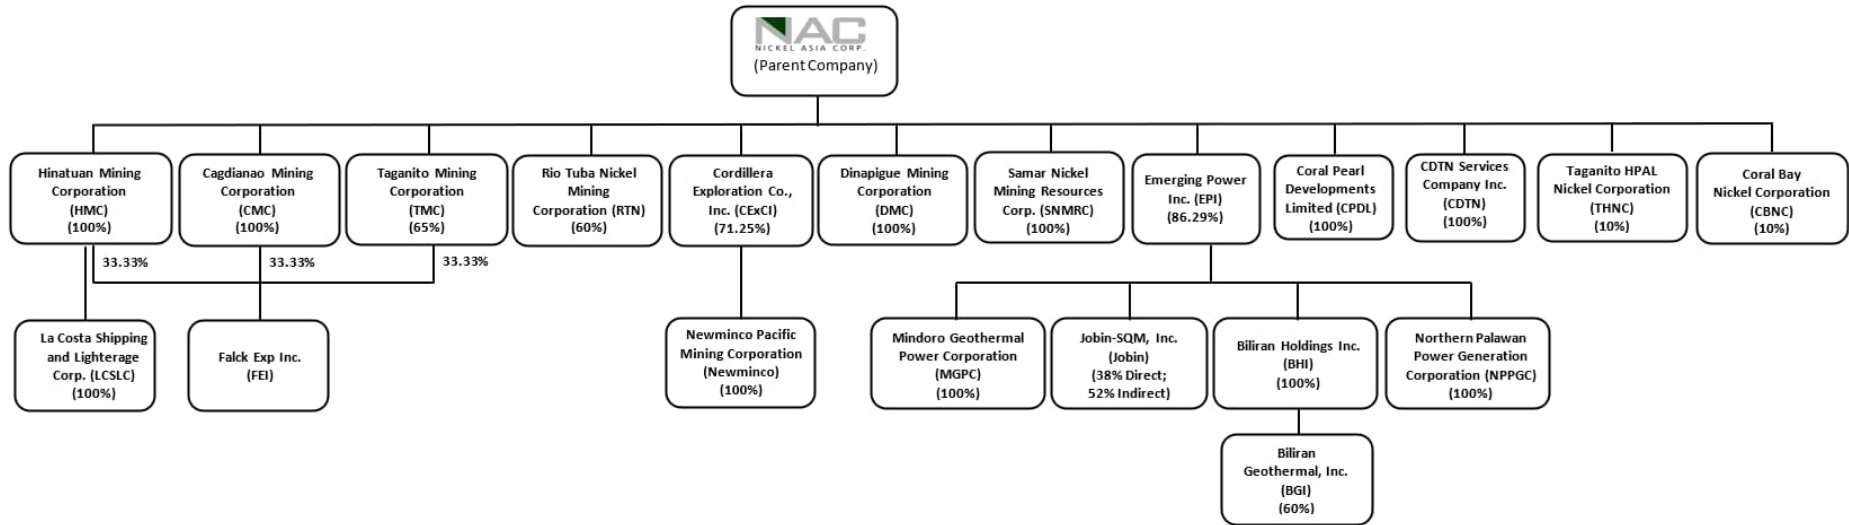 NAC
NICKEL ASIA CORP.
(Parent Company)
Hinatuan Mining
Corporation
(HMC)
(100%)
Cagdianao Mining
Corporation
(CMC)
(100%)
Taganito Mining
Corporation
(TMC)
(65%)
Rio Tuba Nickel
Mining
Corporation (RTN)
(60%)
Cordillera
Exploration Co.,
Inc. (CExCI)
(71.25%)
Dinapigue Mining
Corporation
(DMC)
(100%)
Samar Nickel
Mining Resources
Corp. (SNMRC)
(100%)
Emerging Power
Inc. (EPI)
(86.29%)
Coral Pearl
Developments
Limited (CPDL)
(100%)
CDTN Services
Company Inc.
(CDTN)
(100%)
Taganito HPAL
Nickel Corporation
(THNC)
(10%)
Coral Bay
Nickel Corporation
(CBNC)
(10%)
33.33%
33.33%
33.33%
La Costa Shipping
and Lighterage
Corp. (LCSLC)
(100%)
Falck Exp Inc.
(FEI)
Newminco Pacific
Mining Corporation
(Newminco)
(100%)
Mindoro Geothermal
Power Corporation
(MGPC)
(100%)
Jobin-SQM, Inc.
(Jobin)
(38% Direct;
52% Indirect)
Biliran Holdings Inc.
(BHI)
(100%)
Northern Palawan
Power Generation
Corporation (NPPGC)
(100%)
Biliran
Geothermal, Inc.
(BGI)
(60%)